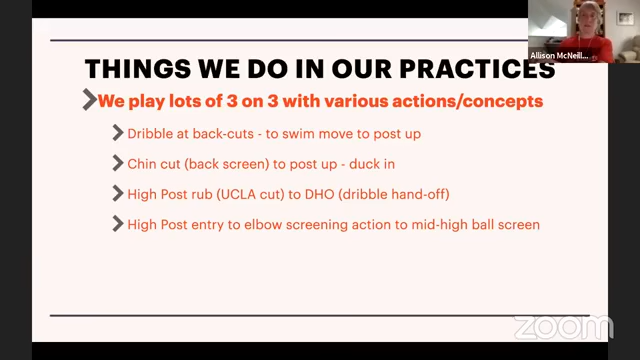 Allison McNeill...
THINGS WE DO IN OUR PRACTICES
We play lots of 3 on 3 with various actions/concepts
Dribble at back-cuts - to swim move to post up
Chin cut (back screen) to post up - duck in
High Post rub (UCLA cut) to DHO (dribble hand-off)
High Post entry to elbow screening action to mid-high ball screen
zoom